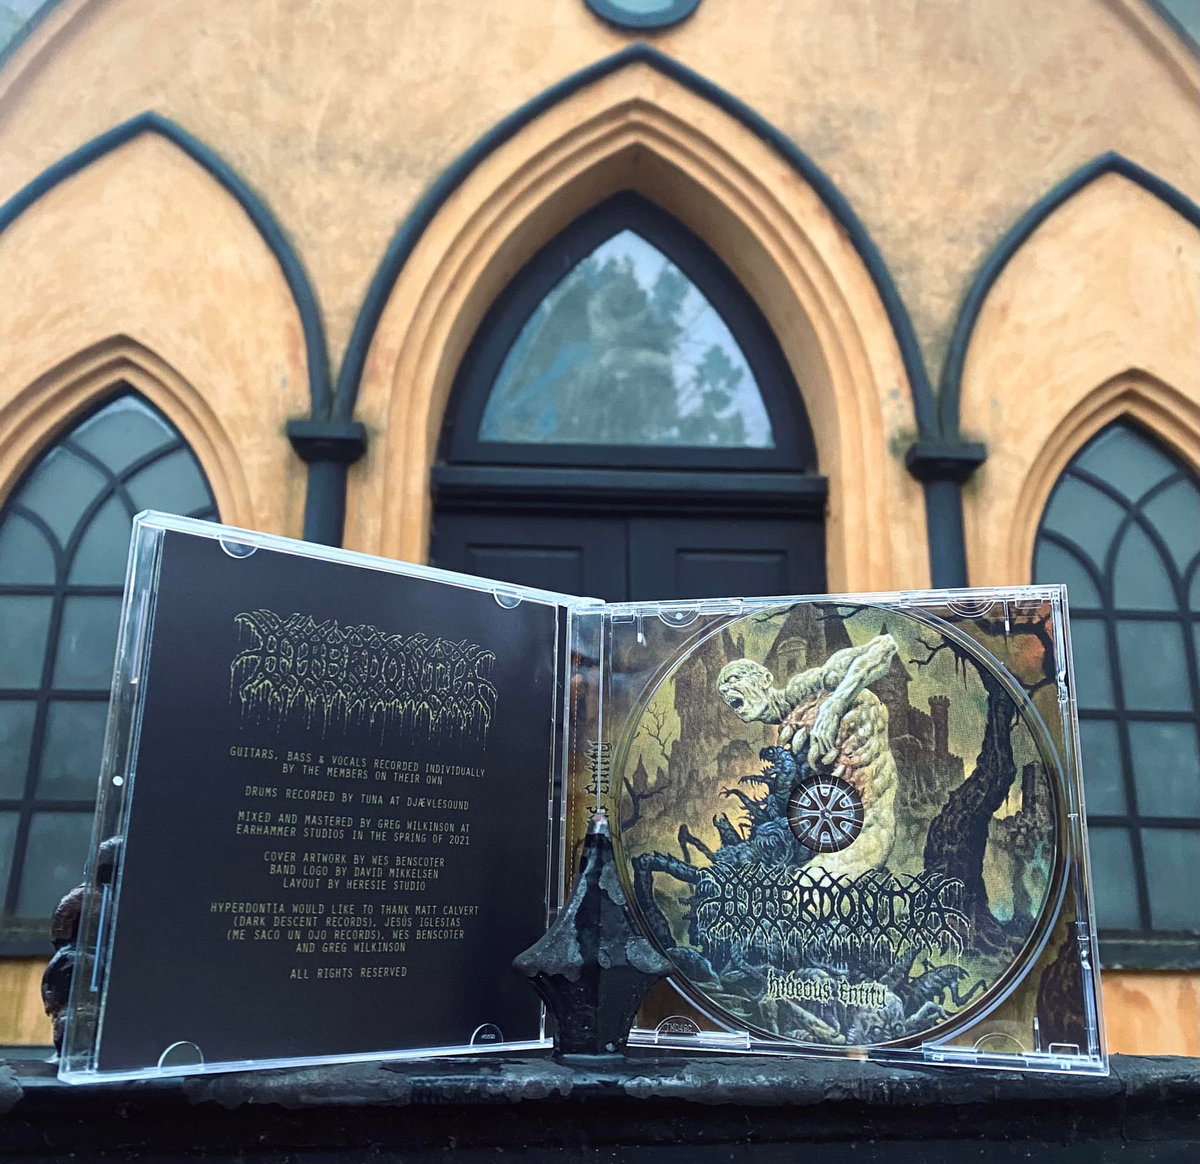 HYPERDONTIA
GUITARS, BASS & VOCALS RECORDED INDIVIDUALLY
BY THE MEMBERS ON THEIR OWN
DRUMS RECORDED BY TUNA AT DJÆVLESOUND
MIXED AND MASTERED BY GREG WILKINSON AT
EARHAMMER STUDIOS IN THE SPRING OF 2021
COVER ARTWORK BY WES BENSCOTER
BAND LOGO BY DAVID MIKKELSEN
LAYOUT BY HERESIE STUDIO
HYPERDONTIA WOULD LIKE TO THANK MATT CALVERT
(DARK DESCENT RECORDS), JESÚS IGLESIAS
(ME SACO UN OJO RECORDS), WES BENSCOTER
AND GREG WILKINSON
ALL RIGHTS RESERVED
Entity
HYPERDONTIA
Hideous Entity